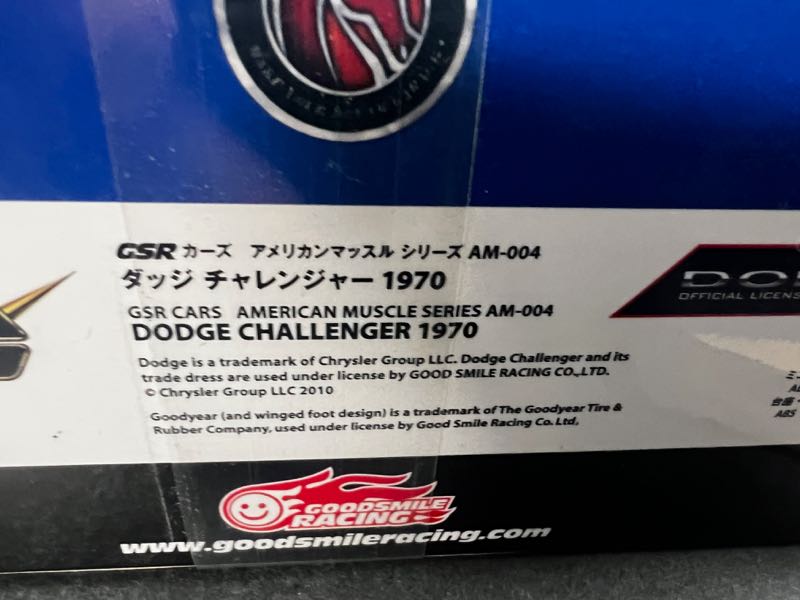 GSR カーズ アメリカンマッスル シリーズ AM-004
ダッジ チャレンジャー 1970
GSR CARS AMERICAN MUSCLE SERIES AM-004
DODGE CHALLENGER 1970
Dodge is a trademark of Chrysler Group LLC. Dodge Challenger and its
trade dress are used under license by GOOD SMILE RACING CO.,LTD.
© Chrysler Group LLC 2010
Goodyear (and winged foot design) is a trademark of The Goodyear Tire &
Rubber Company, used under license by Good Smile Racing Co. Ltd,
OFFICIAL
台座・
ABS
GOODSMILE
RACING
www.goodsmileracing.com